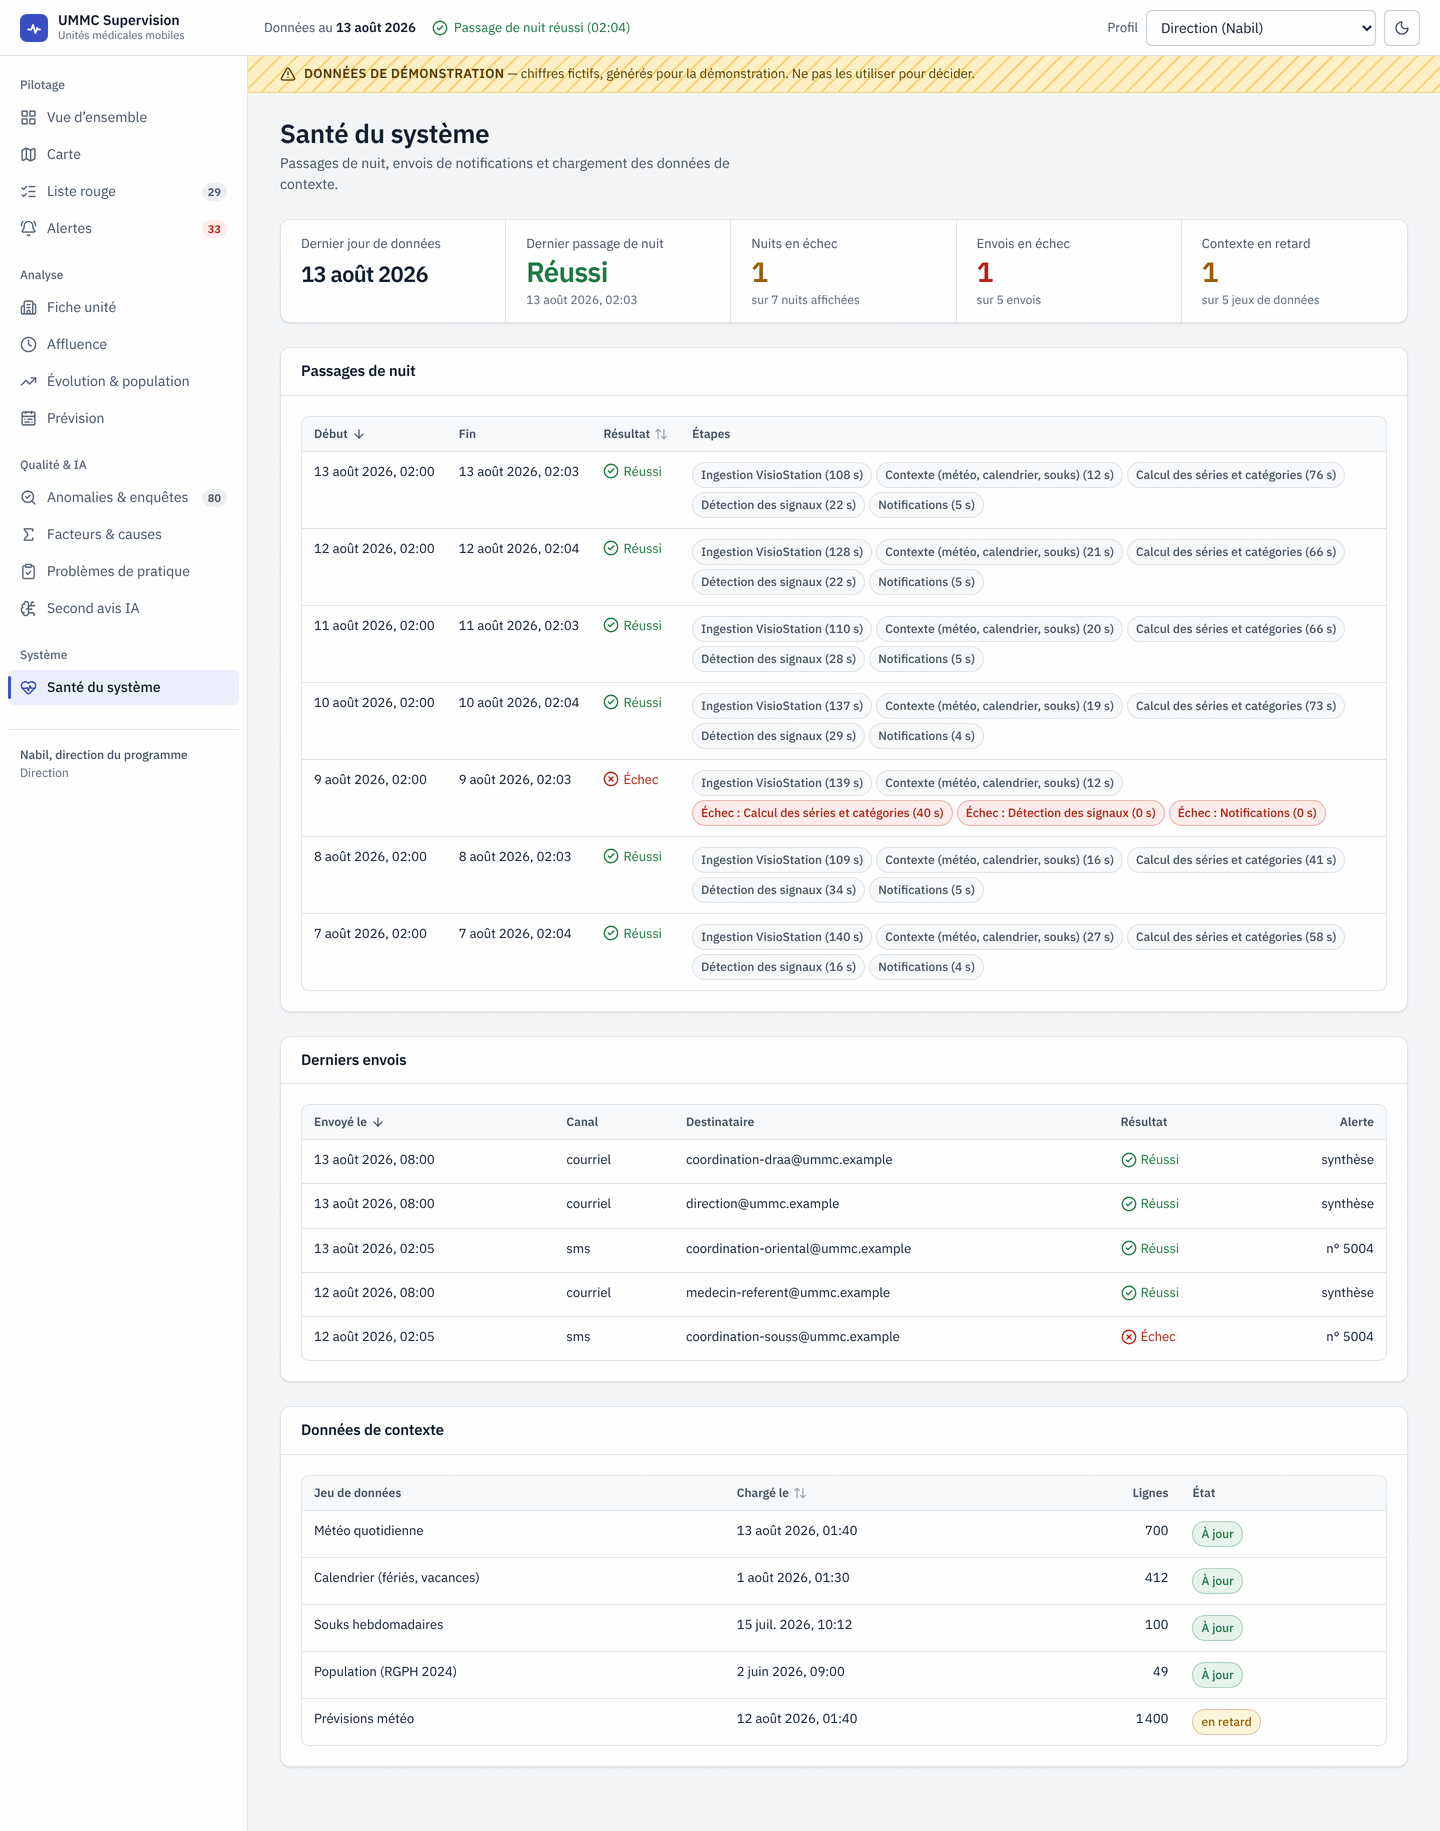 UMMC Supervision
Unités médicales mobiles
Données au 13 août 2026
Passage de nuit réussi (02:04)
Profil
Direction (Nabil)
Pilotage
Vue d’ensemble
Carte
Liste rouge 29
Alertes 33
Analyse
Fiche unité
Affluence
Évolution & population
Prévision
Qualité & IA
Anomalies & enquêtes 80
Facteurs & causes
Problèmes de pratique
Second avis IA
Système
Santé du système
Nabil, direction du programme
Direction
DONNÉES DE DÉMONSTRATION — chiffres fictifs, générés pour la démonstration. Ne pas les utiliser pour décider.
Santé du système
Passages de nuit, envois de notifications et chargement des données de
contexte.
Dernier jour de données
13 août 2026
Dernier passage de nuit
Réussi
13 août 2026, 02:03
Nuits en échec
1
sur 7 nuits affichées
Envois en échec
1
sur 5 envois
Contexte en retard
1
sur 5 jeux de données
Passages de nuit
Début Fin Résultat Étapes
13 août 2026, 02:00 13 août 2026, 02:03 Réussi Ingestion VisioStation (108 s) Contexte (météo, calendrier, souks) (12 s) Calcul des séries et catégories (76 s)
Détection des signaux (22 s) Notifications (5 s)
12 août 2026, 02:00 12 août 2026, 02:04 Réussi Ingestion VisioStation (128 s) Contexte (météo, calendrier, souks) (21 s) Calcul des séries et catégories (66 s)
Détection des signaux (22 s) Notifications (5 s)
11 août 2026, 02:00 11 août 2026, 02:03 Réussi Ingestion VisioStation (110 s) Contexte (météo, calendrier, souks) (20 s) Calcul des séries et catégories (66 s)
Détection des signaux (28 s) Notifications (5 s)
10 août 2026, 02:00 10 août 2026, 02:04 Réussi Ingestion VisioStation (137 s) Contexte (météo, calendrier, souks) (19 s) Calcul des séries et catégories (73 s)
Détection des signaux (29 s) Notifications (4 s)
9 août 2026, 02:00 9 août 2026, 02:03 Échec Ingestion VisioStation (139 s) Contexte (météo, calendrier, souks) (12 s)
Échec : Calcul des séries et catégories (40 s) Échec : Détection des signaux (0 s) Échec : Notifications (0 s)
8 août 2026, 02:00 8 août 2026, 02:03 Réussi Ingestion VisioStation (109 s) Contexte (météo, calendrier, souks) (16 s) Calcul des séries et catégories (41 s)
Détection des signaux (34 s) Notifications (5 s)
7 août 2026, 02:00 7 août 2026, 02:04 Réussi Ingestion VisioStation (140 s) Contexte (météo, calendrier, souks) (27 s) Calcul des séries et catégories (58 s)
Détection des signaux (16 s) Notifications (4 s)
Derniers envois
Envoyé le Canal Destinataire Résultat Alerte
13 août 2026, 08:00 courriel coordination-draa@ummc.example Réussi synthèse
13 août 2026, 08:00 courriel direction@ummc.example Réussi synthèse
13 août 2026, 02:05 sms coordination-oriental@ummc.example Réussi n° 5004
12 août 2026, 08:00 courriel medecin-referent@ummc.example Réussi synthèse
12 août 2026, 02:05 sms coordination-souss@ummc.example Échec n° 5004
Données de contexte
Jeu de données Chargé le Lignes État
Météo quotidienne 13 août 2026, 01:40 700 À jour
Calendrier (fériés, vacances) 1 août 2026, 01:30 412 À jour
Souks hebdomadaires 15 juil. 2026, 10:12 100 À jour
Population (RGPH 2024) 2 juin 2026, 09:00 49 À jour
Prévisions météo 12 août 2026, 01:40 1 400 en retard